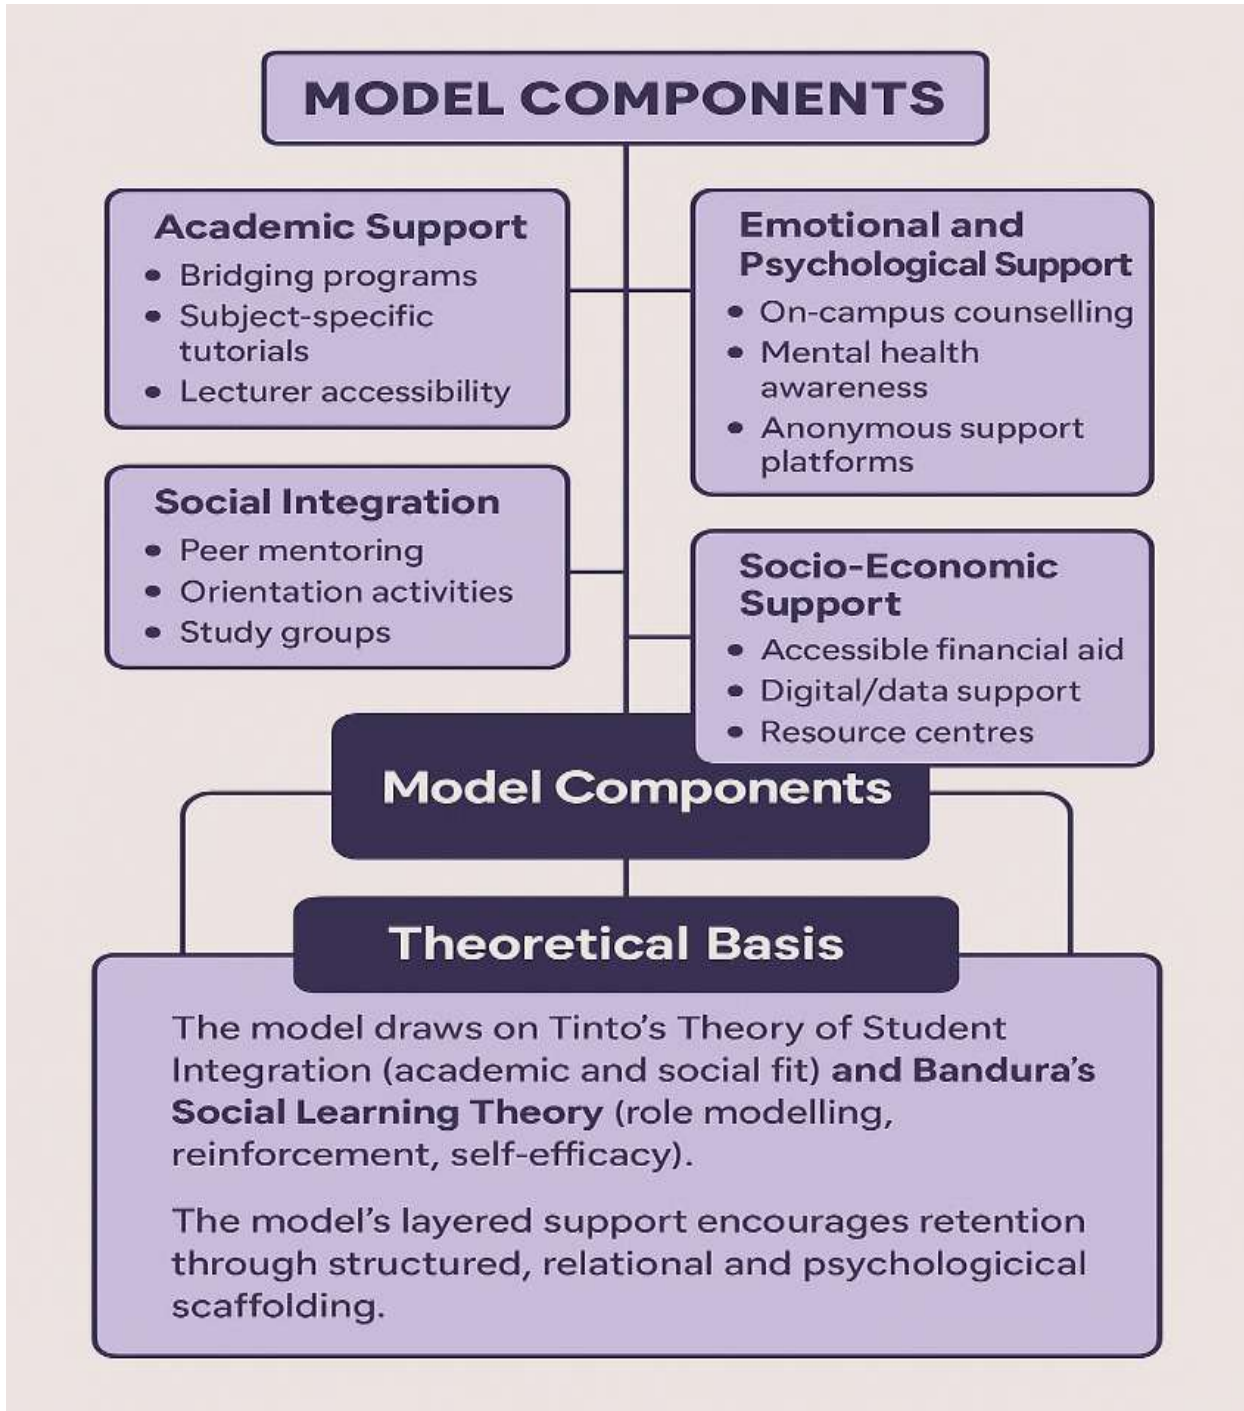 MODEL COMPONENTS
Academic Support
• Bridging programs
• Subject-specific
tutorials
• Lecturer accessibility
Emotional and
Psychological Support
• On-campus counselling
• Mental health
awareness
• Anonymous support
platforms
Social Integration
• Peer mentoring
• Orientation activities
• Study groups
Socio-Economic
Support
• Accessible financial aid
• Digital/data support
• Resource centres
Model Components
Theoretical Basis
The model draws on Tinto’s Theory of Student
Integration (academic and social fit) and Bandura’s
Social Learning Theory (role modelling,
reinforcement, self-efficacy).
The model’s layered support encourages retention
through structured, relational and psychologicical
scaffolding.